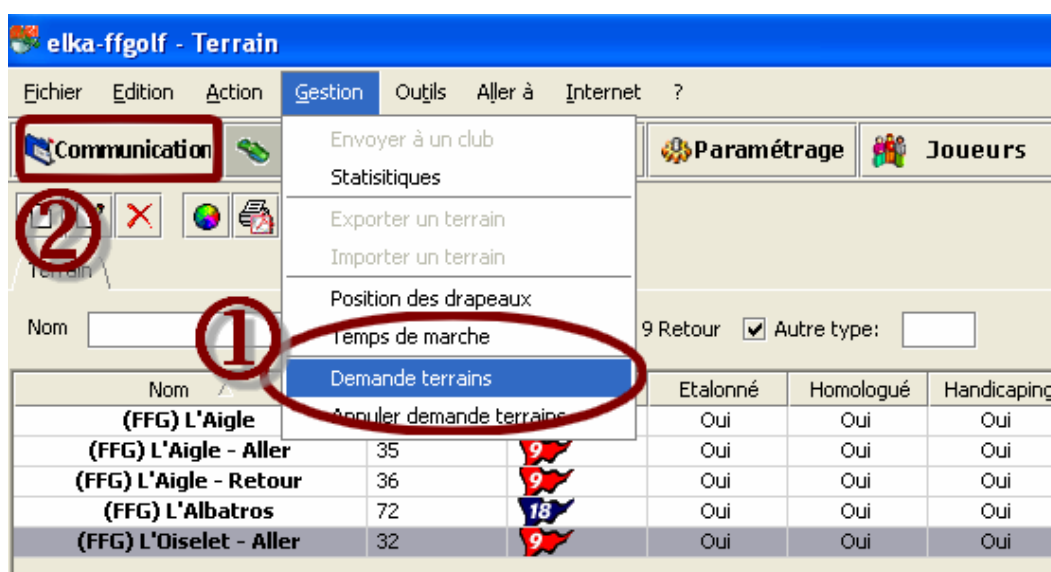 elka-ffgolf - Terrain
Fichier Edition Action Gestion Outils Aller à Internet ?
Communication Paramétrage Joueurs
Envoyer à un club
Statisitiques
Exporter un terrain
Importer un terrain
Position des drapeaux
Temps de marche
Demande terrains
Annuler demande terrains
②
Terrain
①
Nom 9 Retour Autre type:
Nom Etalonné Homologué Handicaping
(FFG) L'Aigle Oui Oui Oui
(FFG) L'Aigle - Aller 35 9 Oui Oui Oui
(FFG) L'Aigle - Retour 36 9 Oui Oui Oui
(FFG) L'Albatros 72 18 Oui Oui Oui
(FFG) L'Oiselet - Aller 32 9 Oui Oui Oui